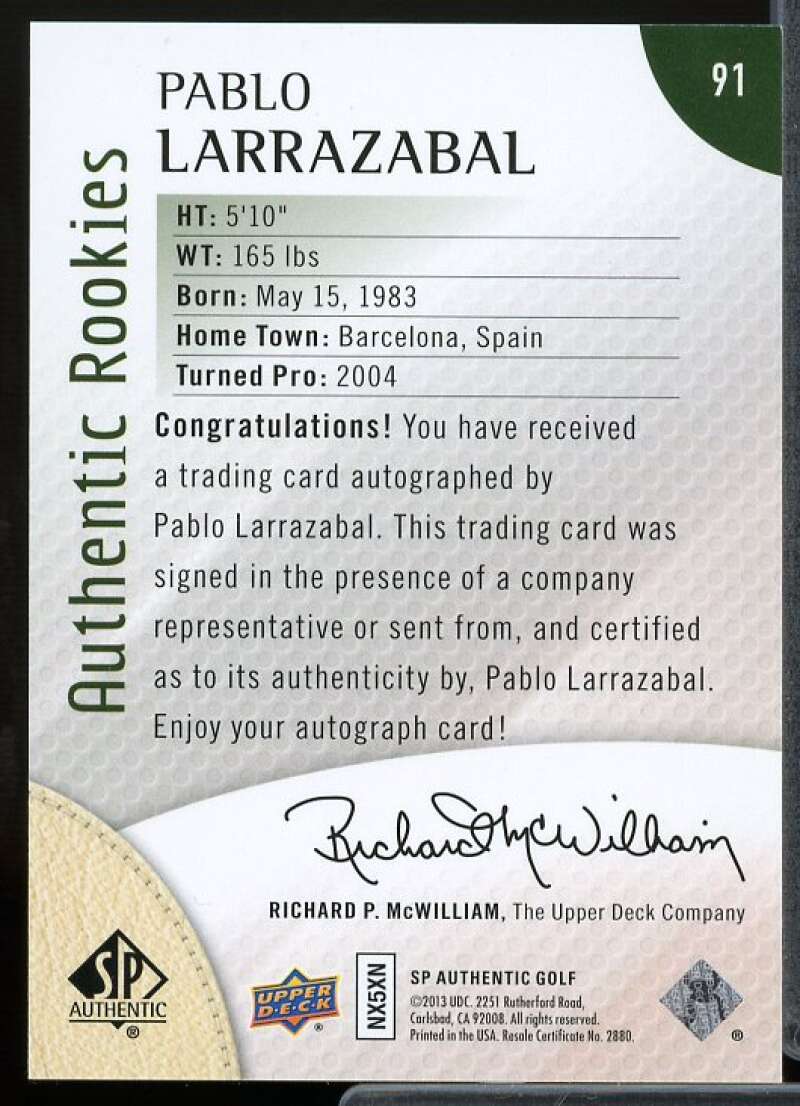 91
PABLO
LARRAZABAL
Authentic Rookies
HT: 5'10"
WT: 165 lbs
Born: May 15, 1983
Home Town: Barcelona, Spain
Turned Pro: 2004
Congratulations! You have received
a trading card autographed by
Pablo Larrazabal. This trading card was
signed in the presence of a company
representative or sent from, and certified
as to its authenticity by, Pablo Larrazabal.
Enjoy your autograph card!
Richard McWilliam
RICHARD P. McWILLIAM, The Upper Deck Company
SP
AUTHENTIC
®
UPPER
D·E·C·K
®
NX5XN
SP AUTHENTIC GOLF
©2013 UDC. 2251 Rutherford Road,
Carlsbad, CA 92008. All rights reserved.
Printed in the USA. Resale Certificate No. 2880.
®